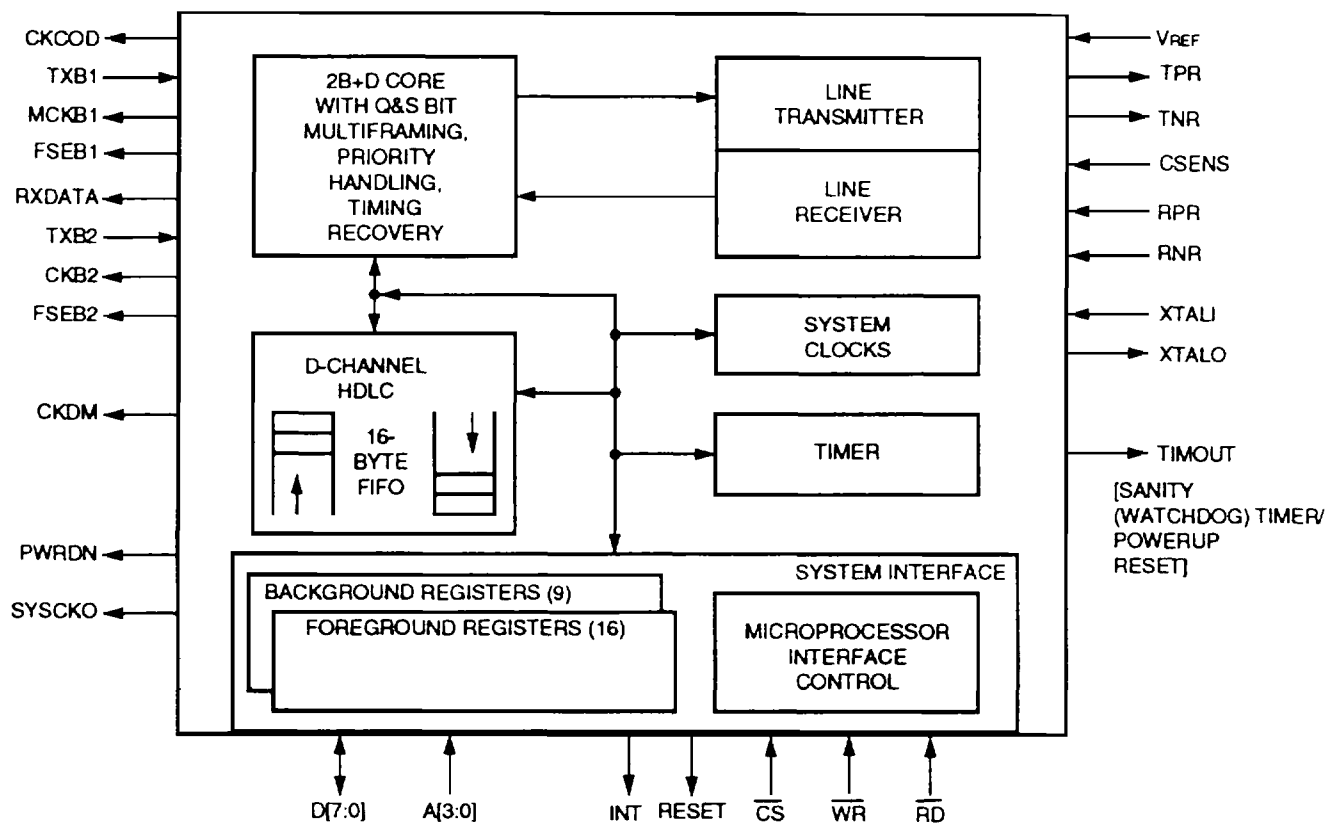 CKCOD
TXB1
MCKB1
FSEB1
RXDATA
TXB2
CKB2
FSEB2
CKDM
PWRDN
SYSCKO
2B+D CORE
WITH Q&S BIT
MULTIFRAMING,
PRIORITY
HANDLING,
TIMING
RECOVERY
LINE
TRANSMITTER
LINE
RECEIVER
D-CHANNEL
HDLC
16-
BYTE
FIFO
SYSTEM
CLOCKS
TIMER
SYSTEM INTERFACE
BACKGROUND REGISTERS (9)
FOREGROUND REGISTERS (16)
MICROPROCESSOR
INTERFACE
CONTROL
VREF
TPR
TNR
CSENS
RPR
RNR
XTALI
XTALO
TIMOUT
[SANITY
(WATCHDOG) TIMER/
POWERUP
RESET]
D[7:0]
A[3:0]
INT
RESET
C̅S̅
W̅R̅
R̅D̅